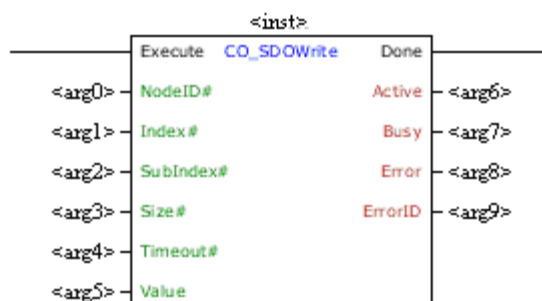 <inst>
Execute CO_SDOWrite Done
<arg0> NodeID# Active <arg6>
<arg1> Index# Busy <arg7>
<arg2> SubIndex# Error <arg8>
<arg3> Size# ErrorID <arg9>
<arg4> Timeout#
<arg5> Value